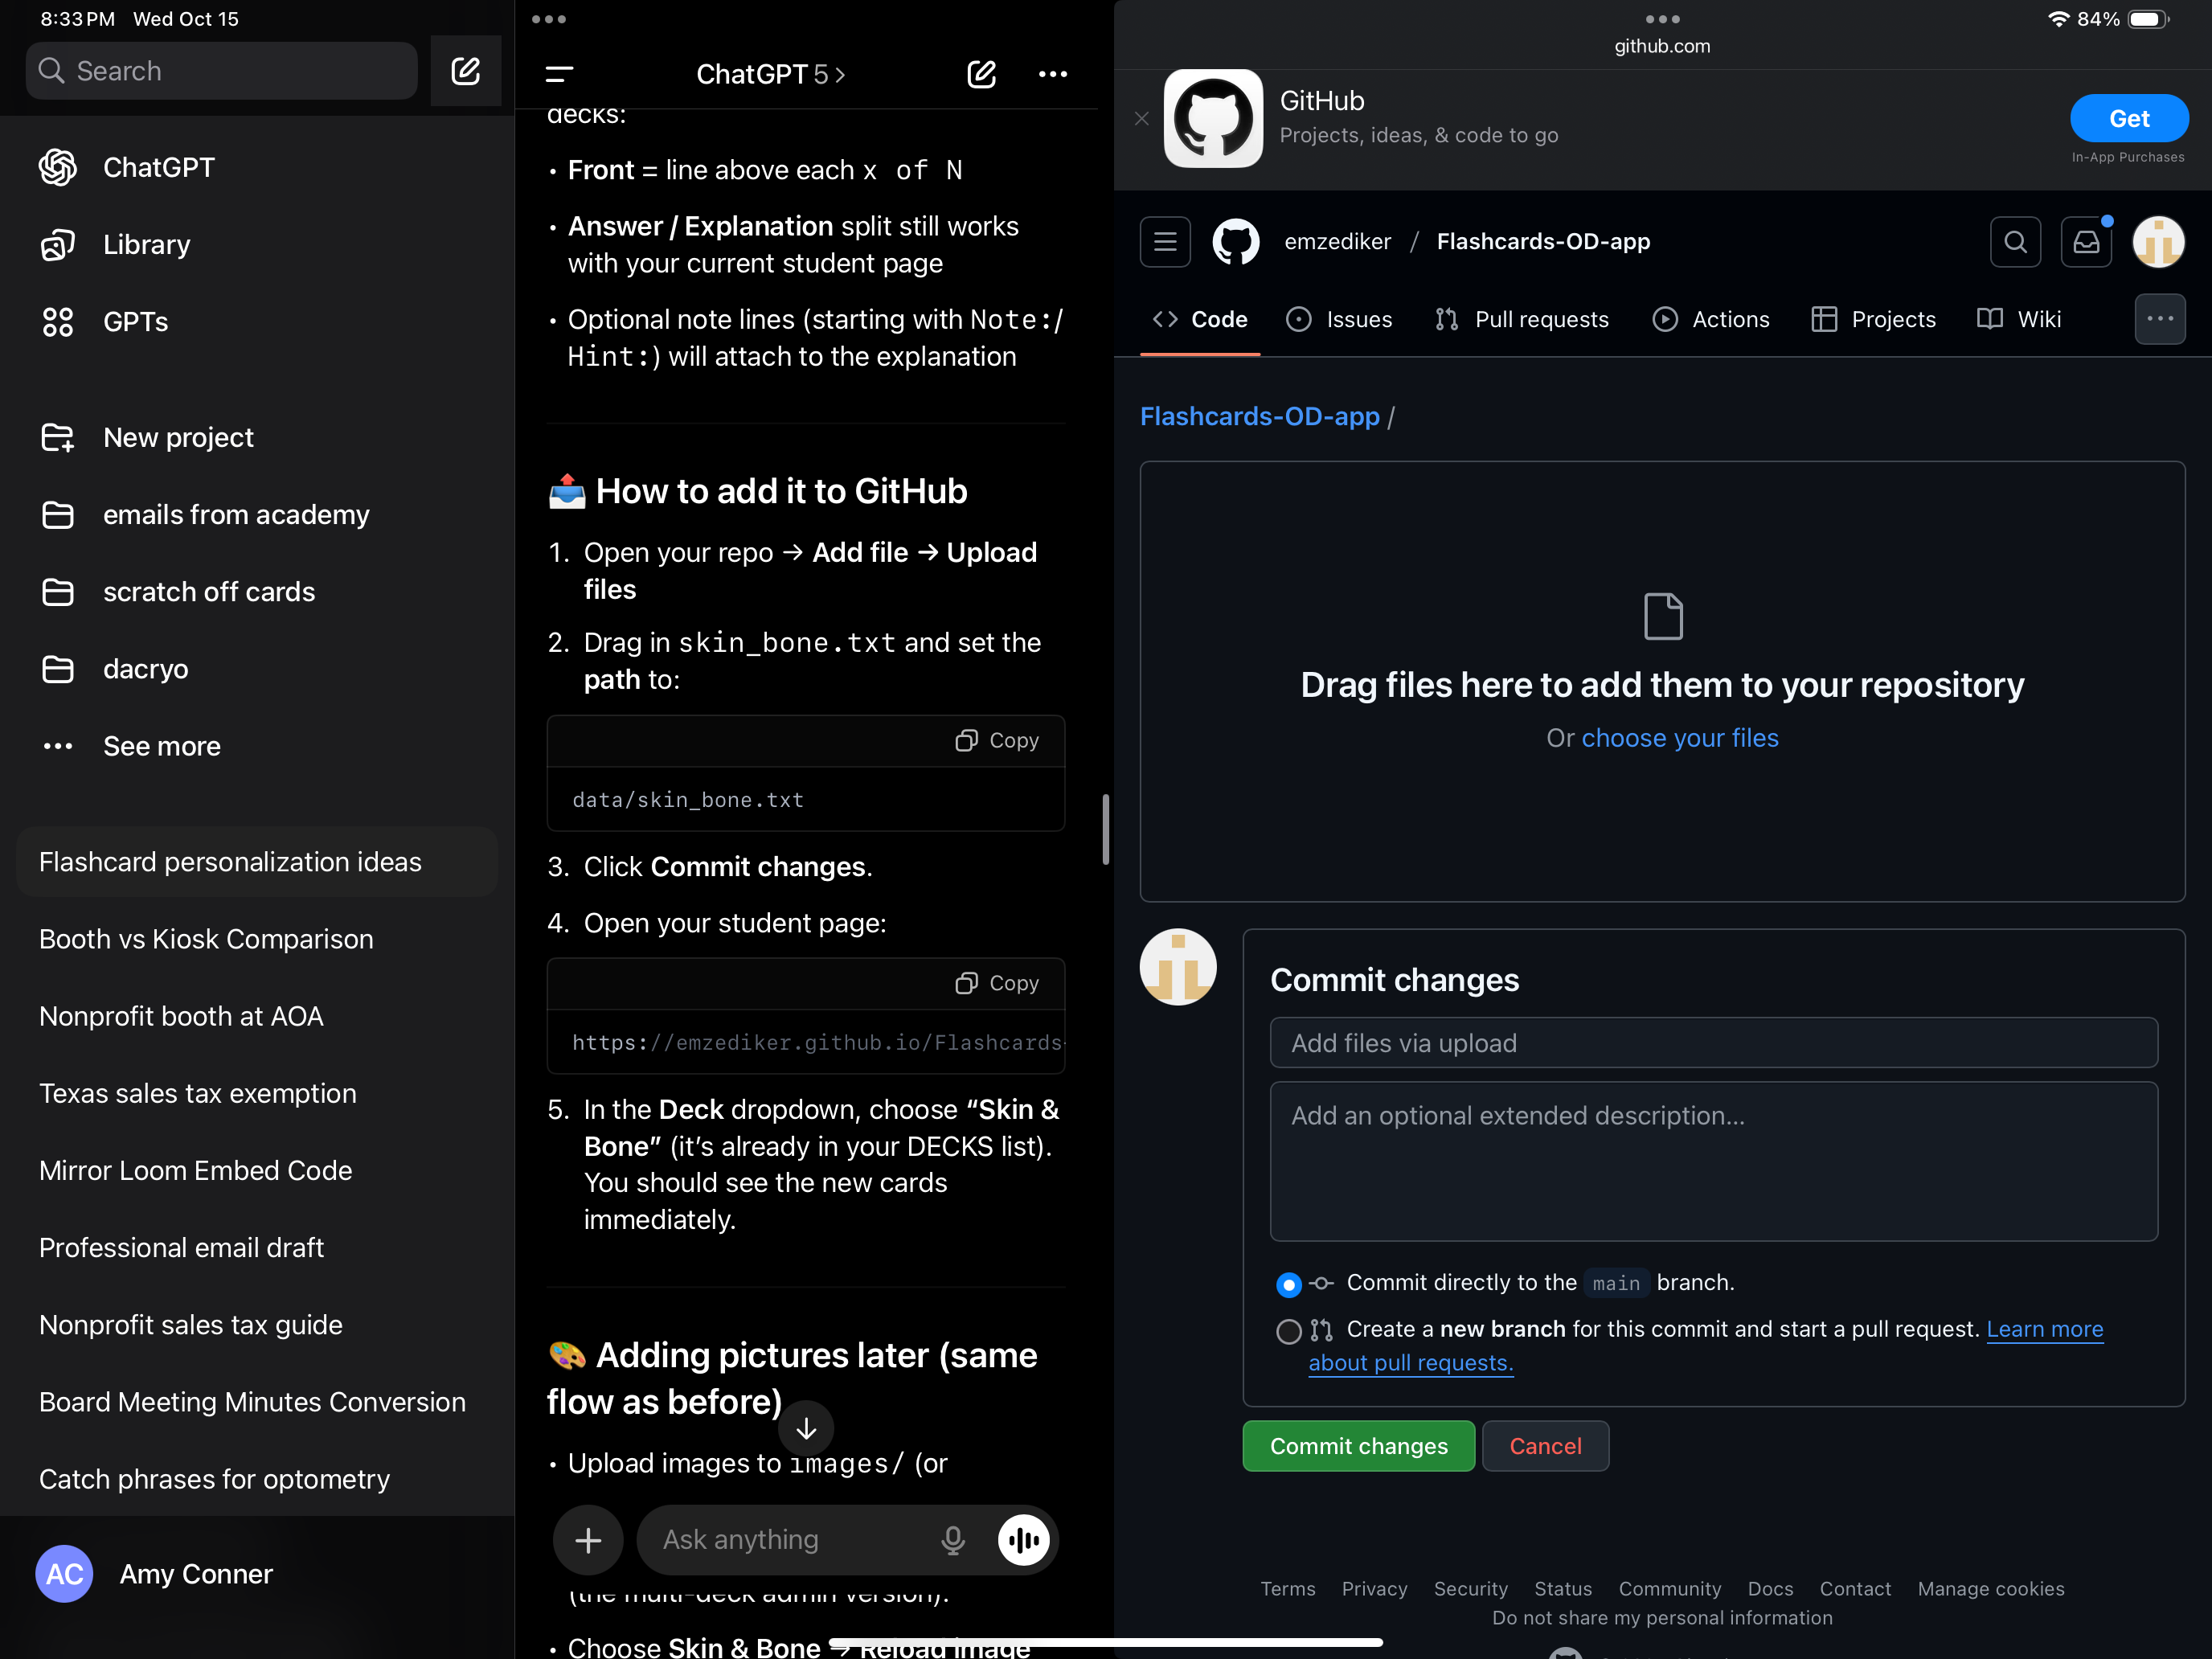 8:33 PM Wed Oct 15
Search
ChatGPT
Library
GPTs
New project
emails from academy
scratch off cards
dacryo
See more
Flashcard personalization ideas
Booth vs Kiosk Comparison
Nonprofit booth at AOA
Texas sales tax exemption
Mirror Loom Embed Code
Professional email draft
Nonprofit sales tax guide
Board Meeting Minutes Conversion
Catch phrases for optometry
AC Amy Conner
ChatGPT 5 >
decks:
• Front = line above each x of N
• Answer / Explanation split still works
with your current student page
• Optional note lines (starting with Note:/
Hint:) will attach to the explanation
📤 How to add it to GitHub
1. Open your repo → Add file → Upload
files
2. Drag in skin_bone.txt and set the
path to:
Copy
data/skin_bone.txt
3. Click Commit changes.
4. Open your student page:
Copy
https://emzediker.github.io/Flashcards-
5. In the Deck dropdown, choose “Skin &
Bone” (it’s already in your DECKS list).
You should see the new cards
immediately.
🎨 Adding pictures later (same
flow as before)
• Upload images to images/ (or
Ask anything
(the multi-deck admin version).
• Choose Skin & Bone → Reload Image
84%
github.com
GitHub
Projects, ideas, & code to go
Get
In-App Purchases
emzediker / Flashcards-OD-app
Code Issues Pull requests Actions Projects Wiki
Flashcards-OD-app /
Drag files here to add them to your repository
Or choose your files
Commit changes
Add files via upload
Add an optional extended description...
Commit directly to the main branch.
Create a new branch for this commit and start a pull request. Learn more
about pull requests.
Commit changes Cancel
Terms Privacy Security Status Community Docs Contact Manage cookies
Do not share my personal information